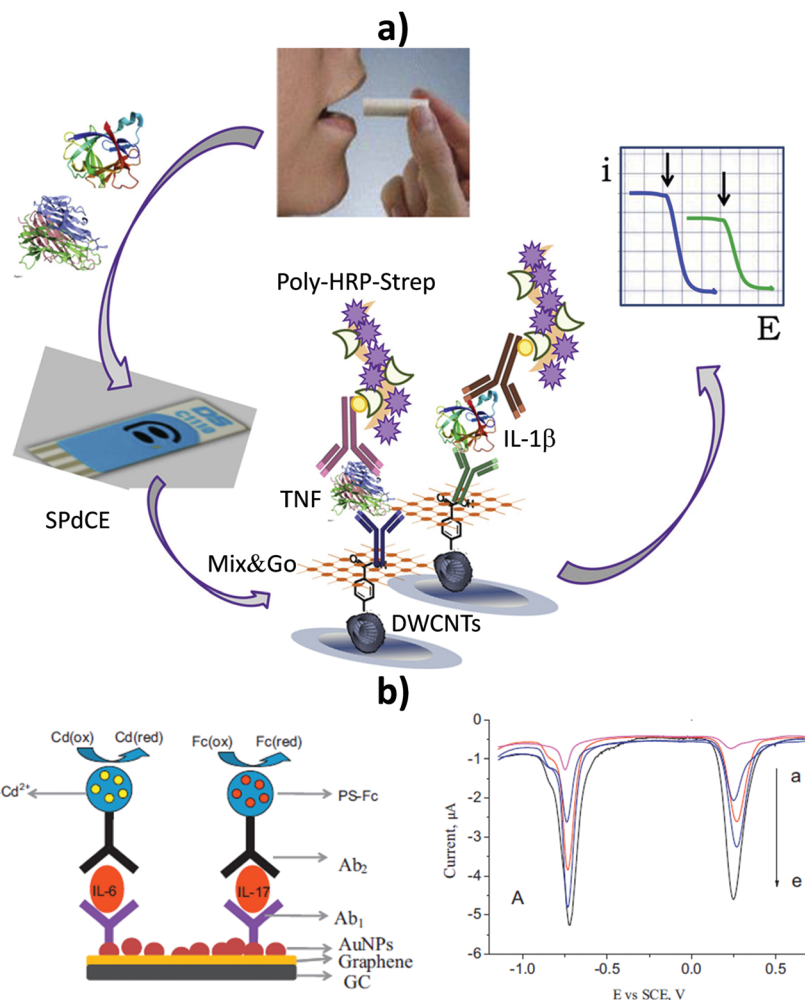 a)
i
E
Poly-HRP-Strep
IL-1β
TNF
SPdCE
Mix&Go
DWCNTs
DS
C1110
b)
Cd(ox) Cd(red) Fc(ox) Fc(red)
Cd²⁺
PS-Fc
Ab₂
IL-6 IL-17
Ab₁
AuNPs
Graphene
GC
Current, μA
0
-1
-2
-3
-4
-5
-6
a
e
A
-1.0 -0.5 0.0 0.5
E vs SCE, V